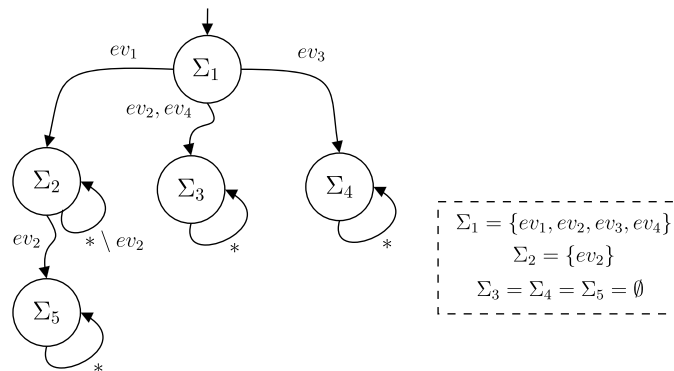 ev₁
Σ₁
ev₃
ev₂, ev₄
Σ₂
Σ₃
Σ₄
ev₂
* \ ev₂
*
*
Σ₅
*
Σ₁ = {ev₁, ev₂, ev₃, ev₄}
Σ₂ = {ev₂}
Σ₃ = Σ₄ = Σ₅ = ∅